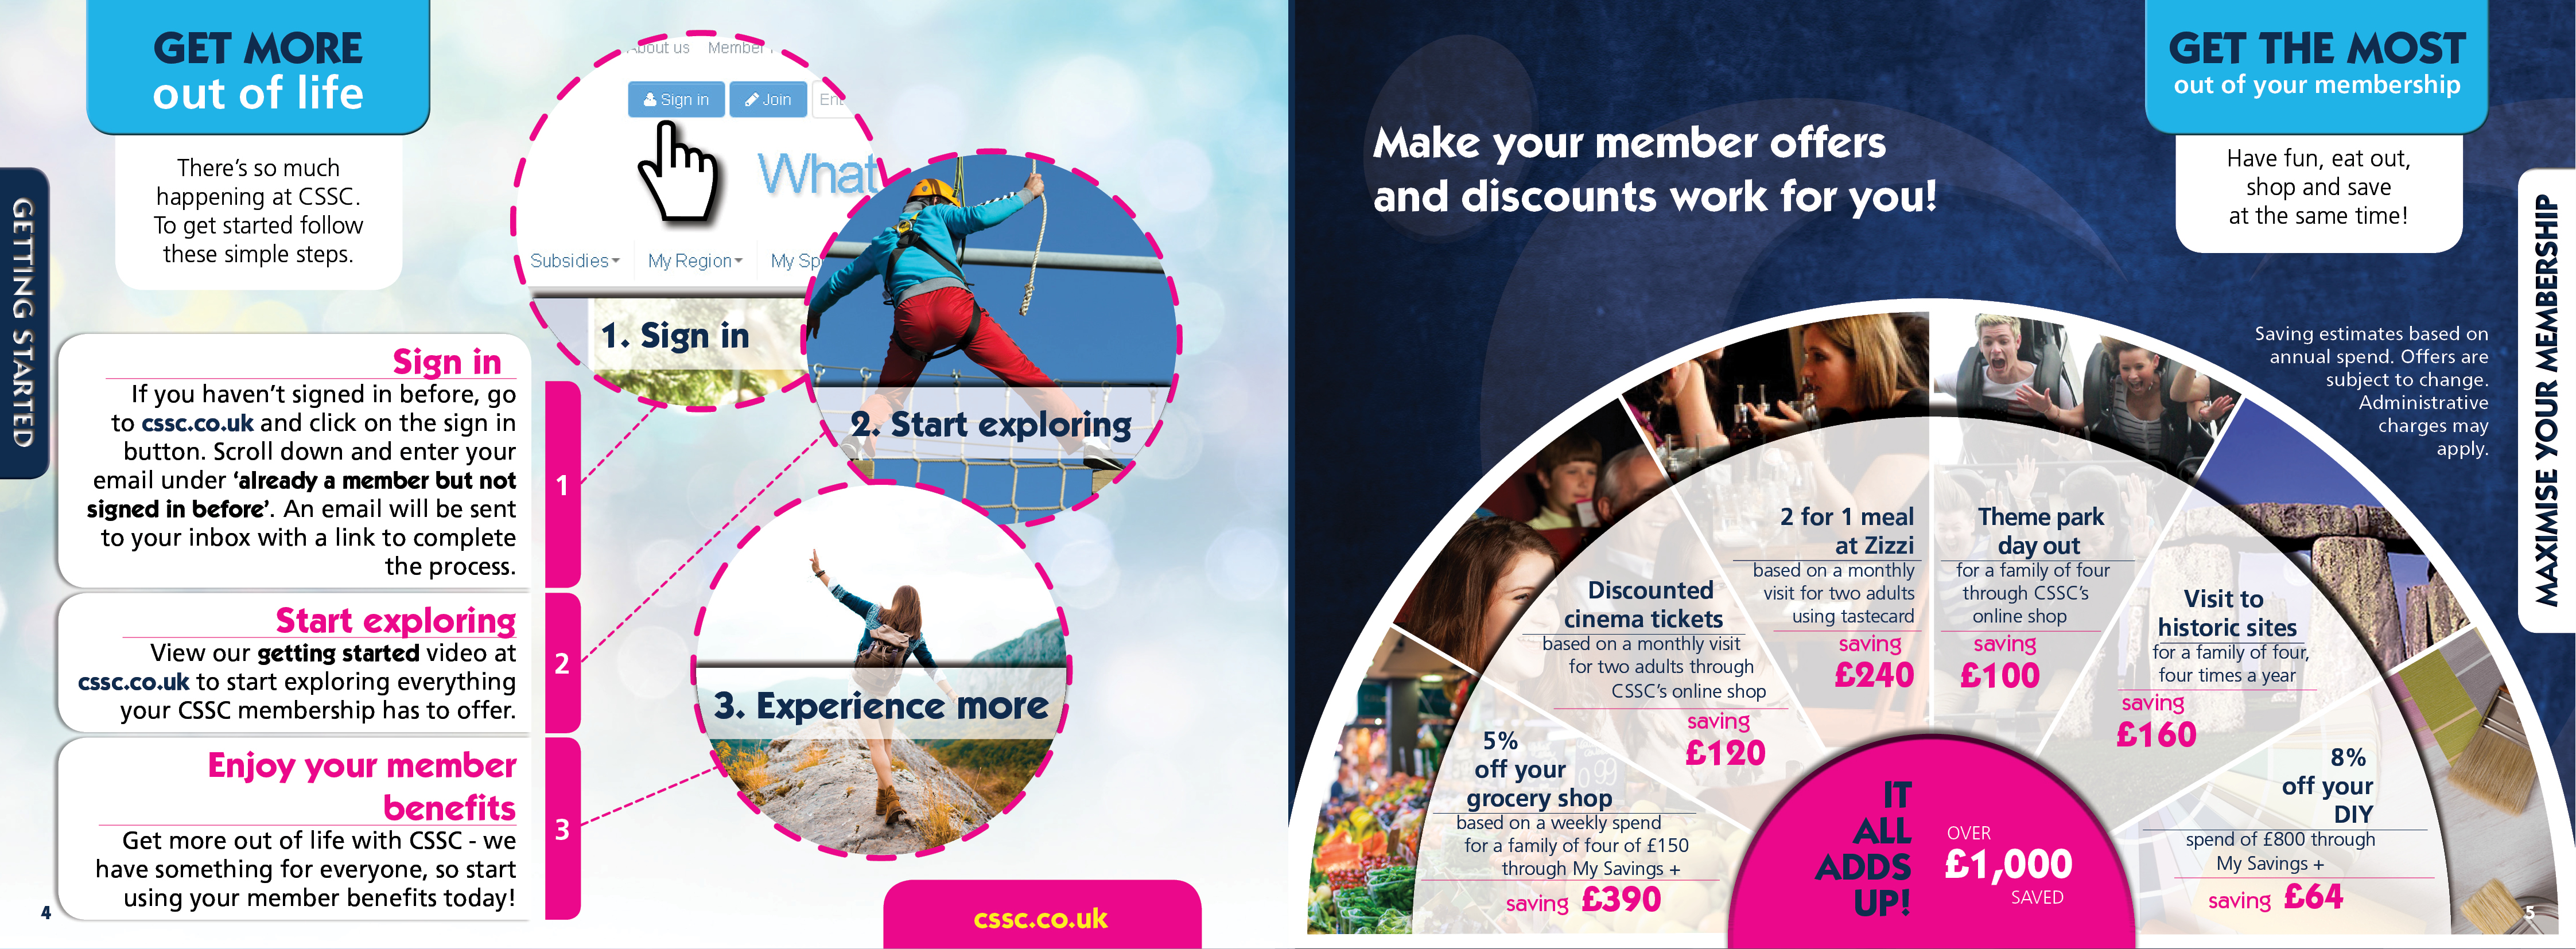 GET MORE
out of life
There's so much
happening at CSSC.
To get started follow
these simple steps.
GETTING STARTED
Sign in
If you haven't signed in before, go
to cssc.co.uk and click on the sign in
button. Scroll down and enter your
email under 'already a member but not
signed in before'. An email will be sent
to your inbox with a link to complete
the process.
1
Start exploring
View our getting started video at
cssc.co.uk to start exploring everything
your CSSC membership has to offer.
2
Enjoy your member
benefits
Get more out of life with CSSC - we
have something for everyone, so start
using your member benefits today!
3
4
About us Member
Sign in Join Ent
What
Subsidies My Region My Sp
1. Sign in
2. Start exploring
3. Experience more
cssc.co.uk
GET THE MOST
out of your membership
Have fun, eat out,
shop and save
at the same time!
MAXIMISE YOUR MEMBERSHIP
Make your member offers
and discounts work for you!
Saving estimates based on
annual spend. Offers are
subject to change.
Administrative
charges may
apply.
5%
off your
grocery shop
based on a weekly spend
for a family of four of £150
through My Savings +
saving £390
Discounted
cinema tickets
based on a monthly visit
for two adults through
CSSC's online shop
saving
£120
2 for 1 meal
at Zizzi
based on a monthly
visit for two adults
using tastecard
saving
£240
Theme park
day out
for a family of four
through CSSC's
online shop
saving
£100
Visit to
historic sites
for a family of four,
four times a year
saving
£160
8%
off your
DIY
spend of £800 through
My Savings +
saving £64
IT
ALL
ADDS
UP!
OVER
£1,000
SAVED
5